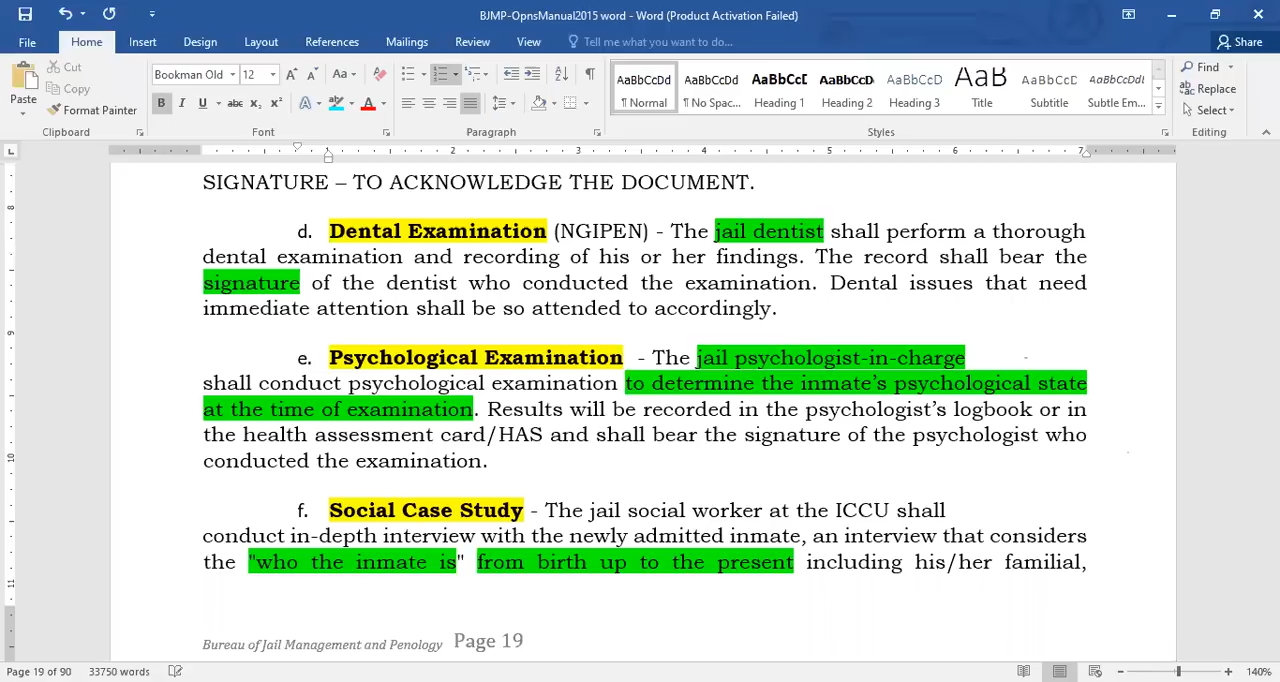 BJMP-OpnsManual2015 word - Word (Product Activation Failed)
File Home Insert Design Layout References Mailings Review View Tell me what you want to do... Share
Paste Cut Copy Format Painter
Bookman Old 12
AaBbCcDd AaBbCcDd AaBbCcI AaBbCcDc AaBbCcD AaB AaBbCcD AaBbCcDdI
¶ Normal ¶ No Spac... Heading 1 Heading 2 Heading 3 Title Subtitle Subtle Em...
Find Replace Select
Clipboard Font Paragraph Styles Editing
1 2 3 4 5 6 7
SIGNATURE – TO ACKNOWLEDGE THE DOCUMENT.
d. Dental Examination (NGIPEN) - The jail dentist shall perform a thorough
dental examination and recording of his or her findings. The record shall bear the
signature of the dentist who conducted the examination. Dental issues that need
immediate attention shall be so attended to accordingly.
e. Psychological Examination - The jail psychologist-in-charge
shall conduct psychological examination to determine the inmate's psychological state
at the time of examination. Results will be recorded in the psychologist's logbook or in
the health assessment card/HAS and shall bear the signature of the psychologist who
conducted the examination.
f. Social Case Study - The jail social worker at the ICCU shall
conduct in-depth interview with the newly admitted inmate, an interview that considers
the "who the inmate is" from birth up to the present including his/her familial,
Bureau of Jail Management and Penology Page 19
Page 19 of 90 33750 words 140%